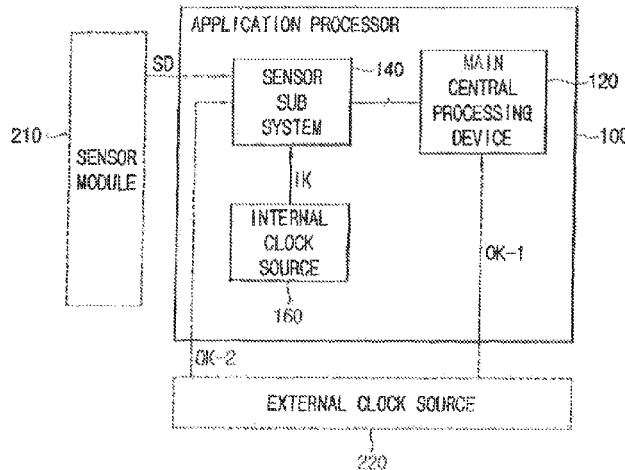 APPLICATION PROCESSOR
SD
SENSOR
SUB
SYSTEM
140
MAIN
CENTRAL
PROCESSING
DEVICE
120
100
210
SENSOR
MODULE
IK
INTERNAL
CLOCK
SOURCE
160
OK-1
OK-2
EXTERNAL CLOCK SOURCE
220